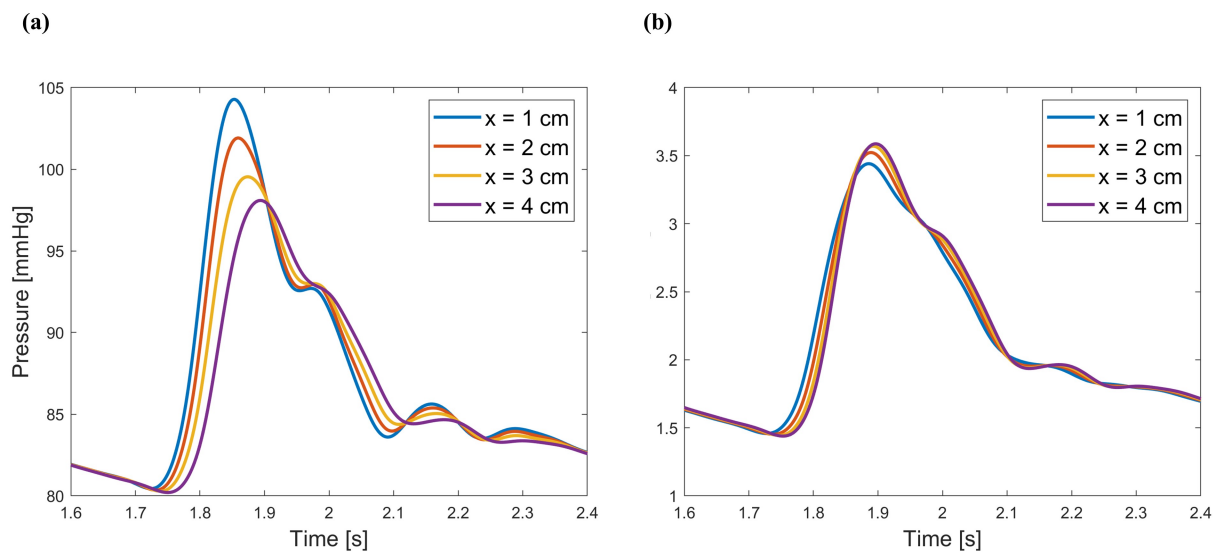 (a)
(b)
105
100
95
90
85
80
Pressure [mmHg]
1.6 1.7 1.8 1.9 2 2.1 2.2 2.3 2.4
Time [s]
x = 1 cm
x = 2 cm
x = 3 cm
x = 4 cm
4
3.5
3
2.5
2
1.5
1
1.6 1.7 1.8 1.9 2 2.1 2.2 2.3 2.4
Time [s]
x = 1 cm
x = 2 cm
x = 3 cm
x = 4 cm